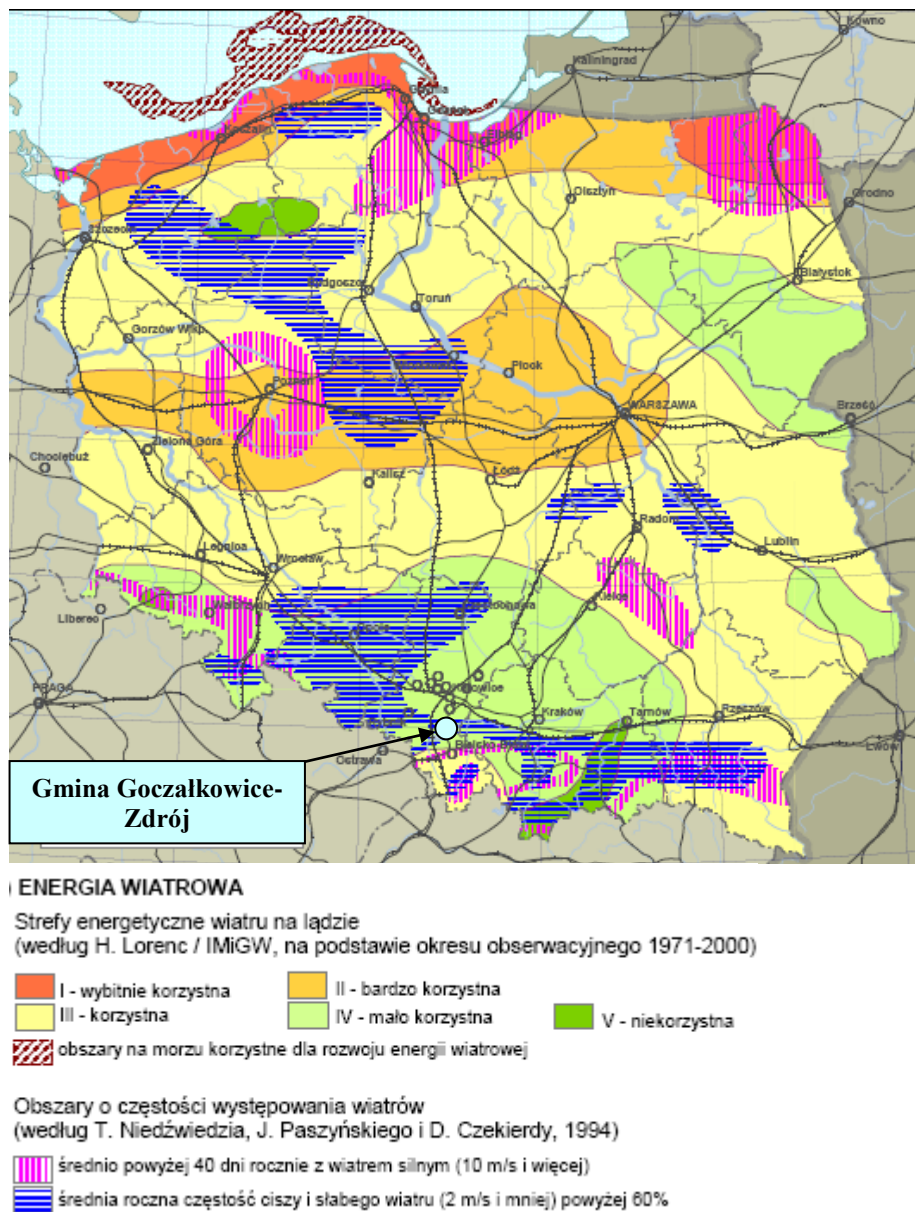 Kowno
Kaliningrad
Gdynia
Koszalin
Elbląg
Olsztyn
Grodno
Szczecin
Białystok
Bydgoszcz
Toruń
Gorzów Wlkp.
Płock
Poznań
WARSZAWA
Brześć
Zielona Góra
Chociebuż
Kalisz
Łódź
Radom
Legnica
Wrocław
Lublin
Liberec
Kielce
PRAGA
Kraków
Tarnów
Rzeszów
Lwów
Ostrawa
Gmina Goczałkowice-
Zdrój
) ENERGIA WIATROWA
Strefy energetyczne wiatru na lądzie
(według H. Lorenc / IMiGW, na podstawie okresu obserwacyjnego 1971-2000)
I - wybitnie korzystna II - bardzo korzystna
III - korzystna IV - mało korzystna V - niekorzystna
obszary na morzu korzystne dla rozwoju energii wiatrowej
Obszary o częstości występowania wiatrów
(według T. Niedźwiedzia, J. Paszyńskiego i D. Czekierdy, 1994)
średnio powyżej 40 dni rocznie z wiatrem silnym (10 m/s i więcej)
średnia roczna częstość ciszy i słabego wiatru (2 m/s i mniej) powyżej 60%